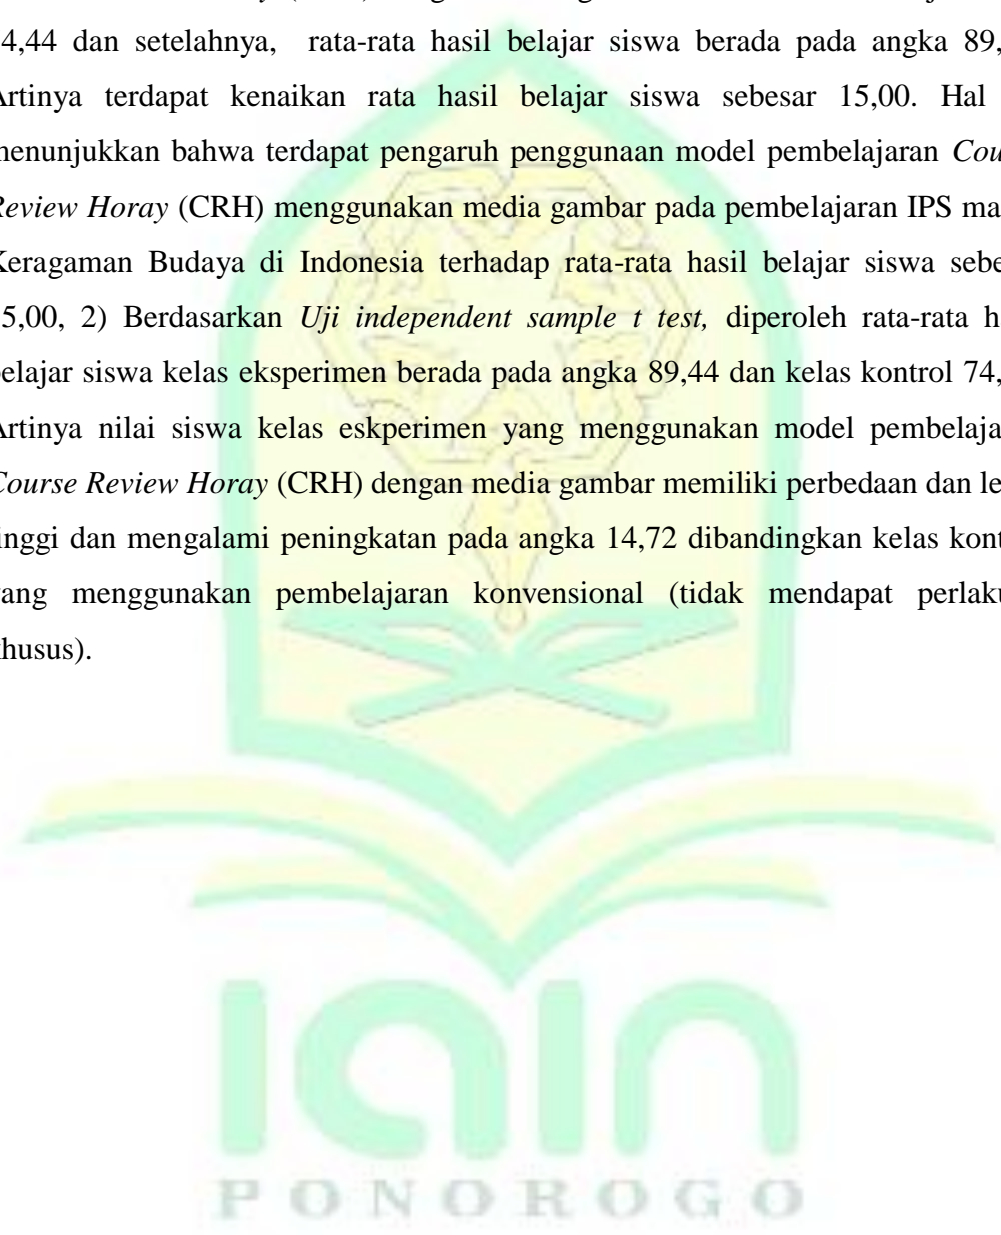 4,44 dan setelahnya, rata-rata hasil belajar siswa berada pada angka 89,
Artinya terdapat kenaikan rata hasil belajar siswa sebesar 15,00. Hal
menunjukkan bahwa terdapat pengaruh penggunaan model pembelajaran Cou
Review Horay (CRH) menggunakan media gambar pada pembelajaran IPS ma
Keragaman Budaya di Indonesia terhadap rata-rata hasil belajar siswa sebe
5,00, 2) Berdasarkan Uji independent sample t test, diperoleh rata-rata ha
belajar siswa kelas eksperimen berada pada angka 89,44 dan kelas kontrol 74,
Artinya nilai siswa kelas eskperimen yang menggunakan model pembelaja
Course Review Horay (CRH) dengan media gambar memiliki perbedaan dan le
tinggi dan mengalami peningkatan pada angka 14,72 dibandingkan kelas kont
yang menggunakan pembelajaran konvensional (tidak mendapat perlaku
khusus).
iain
PONOROGO